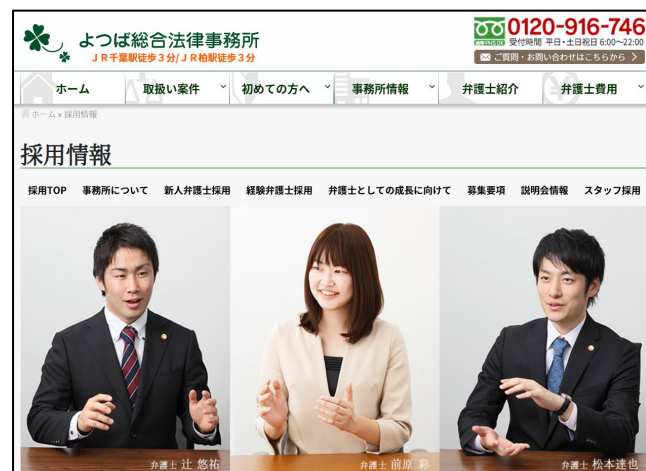 よつば総合法律事務所
ＪＲ千葉駅徒歩３分/ＪＲ柏駅徒歩３分
0120-916-746
受付時間 平日・土日祝日 6:00~22:00
ご質問・お問い合わせはこちらから
ホーム 取扱い案件 初めての方へ 事務所情報 弁護士紹介 弁護士費用
ホーム » 採用情報
採用情報
採用TOP 事務所について 新人弁護士採用 経験弁護士採用 弁護士としての成長に向けて 募集要項 説明会情報 スタッフ採用
弁護士 辻 悠祐 弁護士 前原 彩 弁護士 松本達也